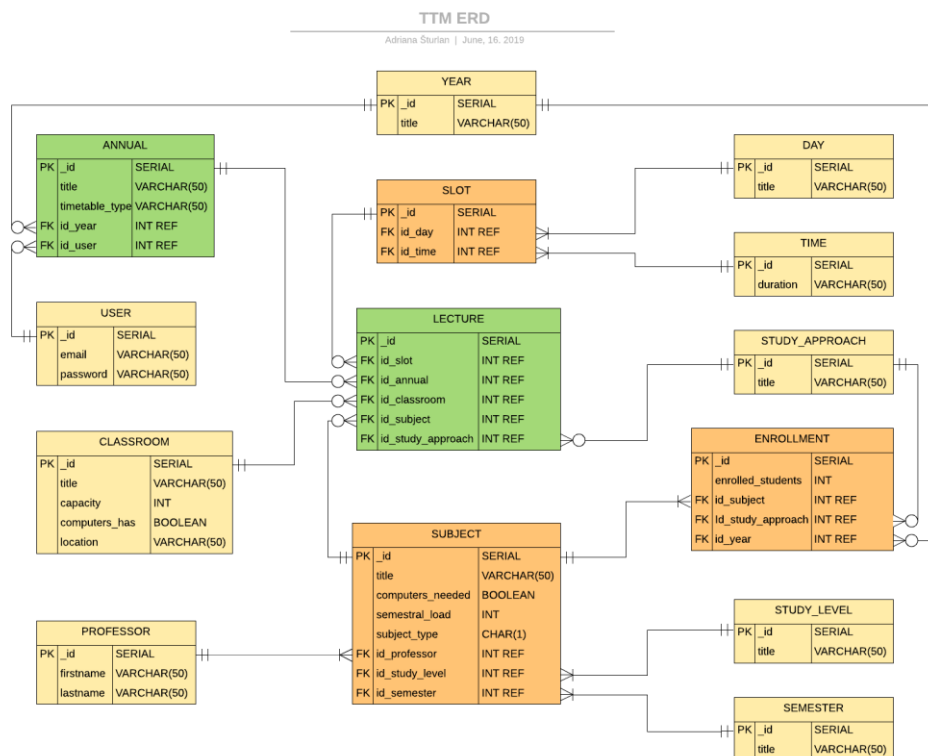 TTM ERD
Adriana Šturlan | June, 16. 2019
YEAR
PK _id SERIAL
title VARCHAR(50)
ANNUAL
PK _id SERIAL
title VARCHAR(50)
timetable_type VARCHAR(50)
FK id_year INT REF
FK id_user INT REF
SLOT
PK _id SERIAL
FK id_day INT REF
FK id_time INT REF
DAY
PK _id SERIAL
title VARCHAR(50)
TIME
PK _id SERIAL
duration VARCHAR(50)
USER
PK _id SERIAL
email VARCHAR(50)
password VARCHAR(50)
LECTURE
PK _id SERIAL
FK id_slot INT REF
FK id_annual INT REF
FK id_classroom INT REF
FK id_subject INT REF
FK id_study_approach INT REF
STUDY_APPROACH
PK _id SERIAL
title VARCHAR(50)
CLASSROOM
PK _id SERIAL
title VARCHAR(50)
capacity INT
computers_has BOOLEAN
location VARCHAR(50)
ENROLLMENT
PK _id SERIAL
enrolled_students INT
FK id_subject INT REF
FK Id_study_approach INT REF
FK id_year INT REF
SUBJECT
PK _id SERIAL
title VARCHAR(50)
computers_needed BOOLEAN
semestral_load INT
subject_type CHAR(1)
FK id_professor INT REF
FK id_study_level INT REF
FK id_semester INT REF
PROFESSOR
PK _id SERIAL
firstname VARCHAR(50)
lastname VARCHAR(50)
STUDY_LEVEL
PK _id SERIAL
title VARCHAR(50)
SEMESTER
PK _id SERIAL
title VARCHAR(50)